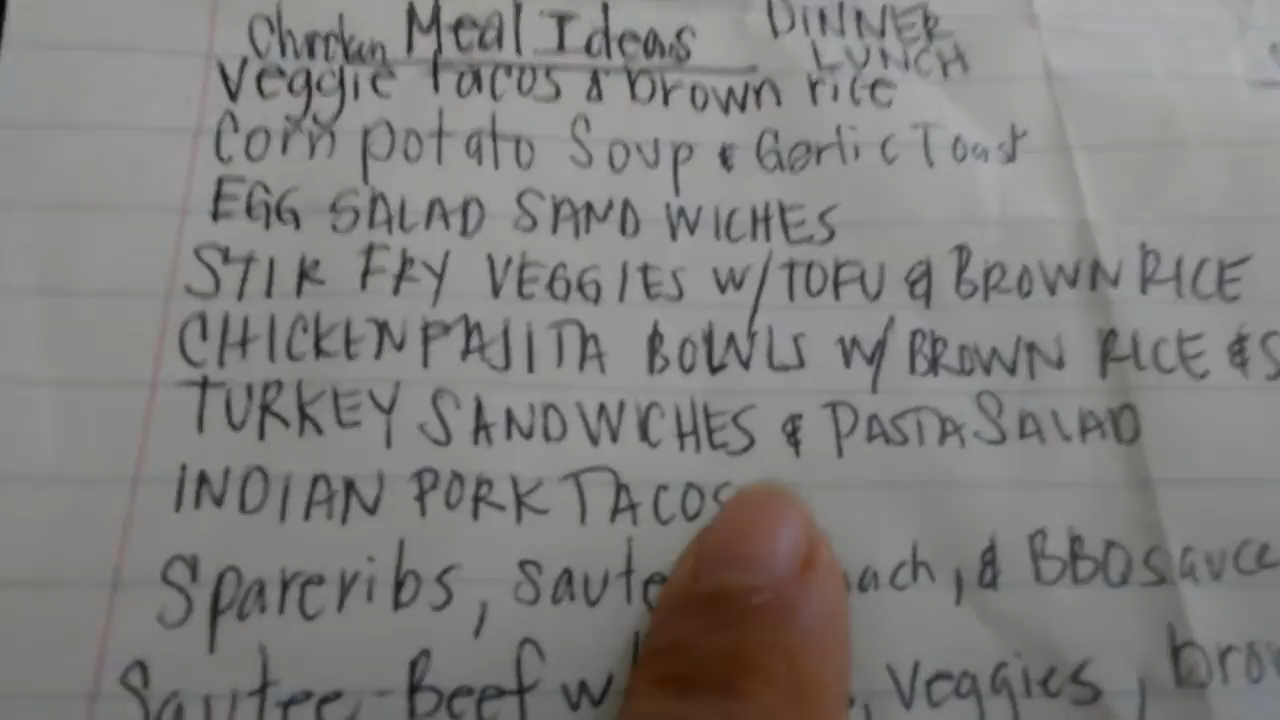 Chicken Meal Ideas DINNER
LUNCH
Veggie Tacos & brown rice
Corn potato Soup & Garlic Toast
EGG SALAD SANDWICHES
STIR FRY VEGGIES W/TOFU & BROWN RICE
CHICKEN FAJITA BOWLS W/ BROWN RICE & S
TURKEY SANDWICHES & PASTA SALAD
INDIAN PORK TACOS
Spareribs, & BBQ sauce
Sautee Beef veggies,